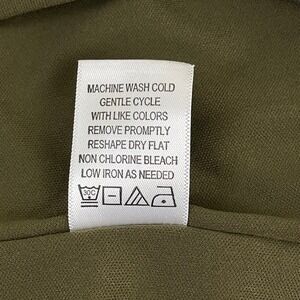 MACHINE WASH COLD
GENTLE CYCLE
WITH LIKE COLORS
REMOVE PROMPTLY
RESHAPE DRY FLAT
NON CHLORINE BLEACH
LOW IRON AS NEEDED
30C